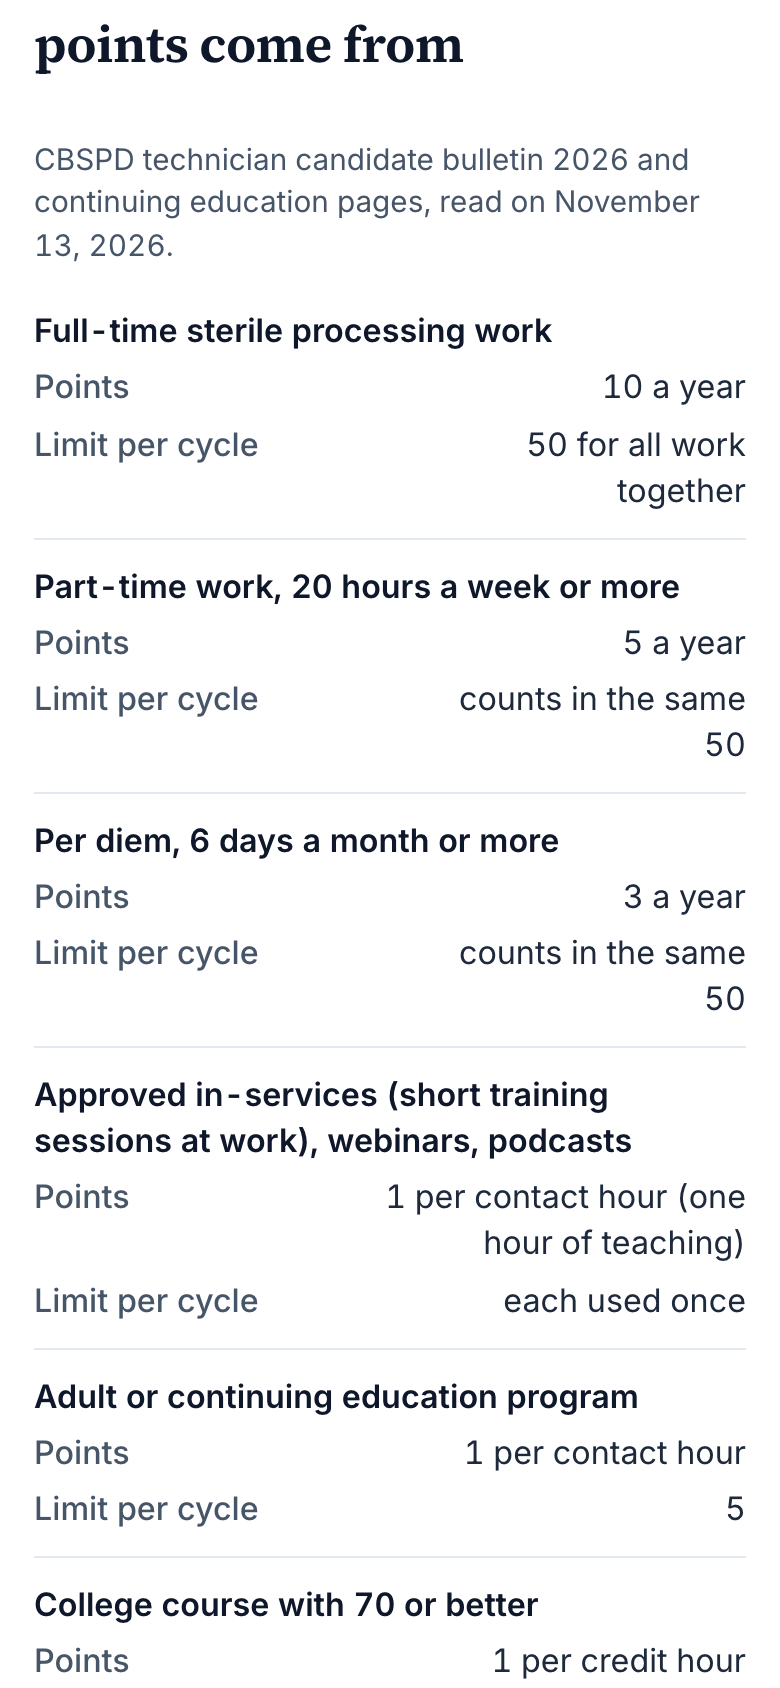 points come from
CBSPD technician candidate bulletin 2026 and
continuing education pages, read on November
13, 2026.
Full-time sterile processing work
Points 10 a year
Limit per cycle 50 for all work
together
Part-time work, 20 hours a week or more
Points 5 a year
Limit per cycle counts in the same
50
Per diem, 6 days a month or more
Points 3 a year
Limit per cycle counts in the same
50
Approved in-services (short training
sessions at work), webinars, podcasts
Points 1 per contact hour (one
hour of teaching)
Limit per cycle each used once
Adult or continuing education program
Points 1 per contact hour
Limit per cycle 5
College course with 70 or better
Points 1 per credit hour